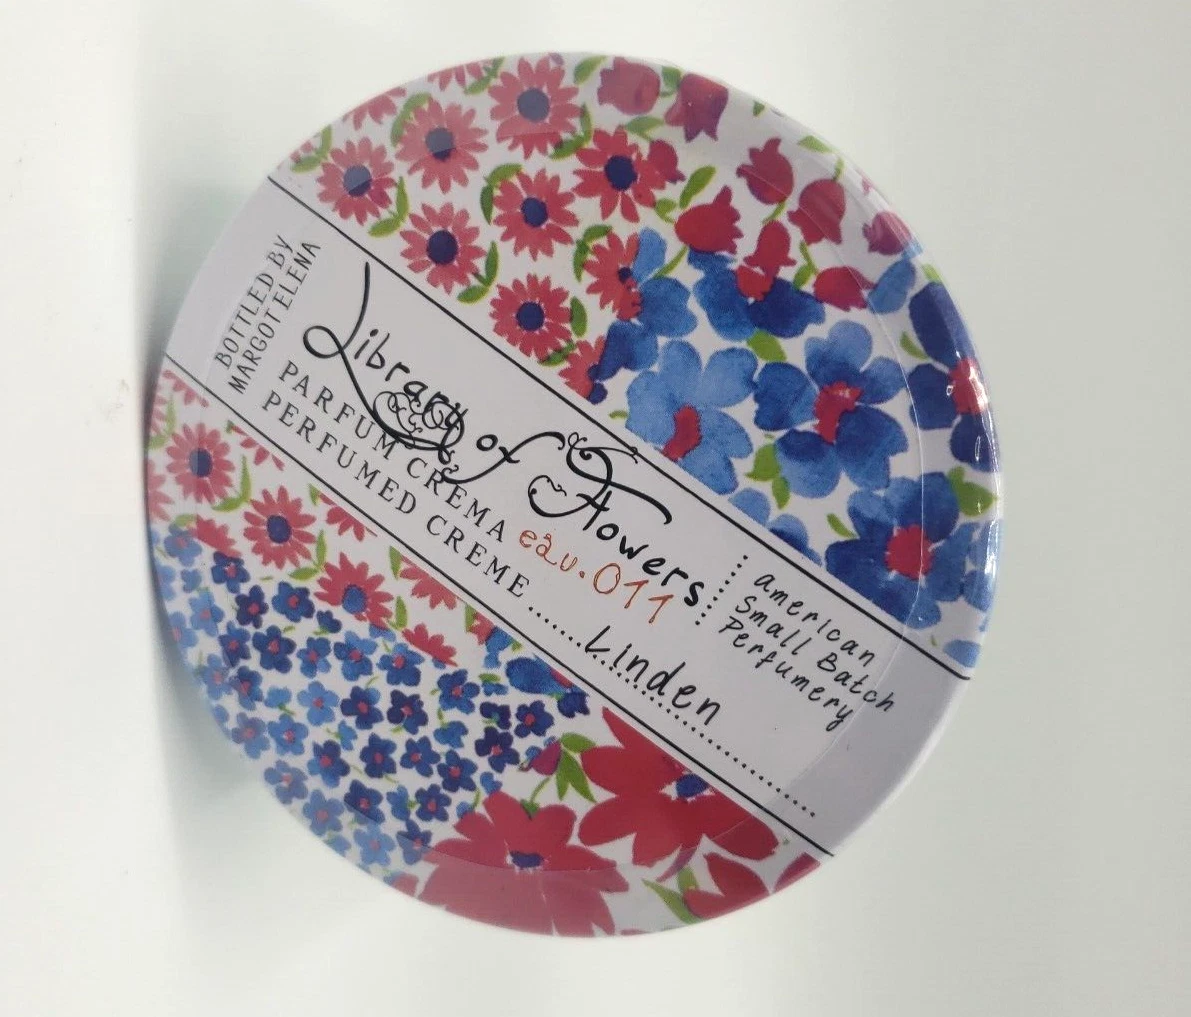 BOTTLED BY
MARGOT ELENA
Library of Flowers
PARFUM CREMA eau.011
PERFUMED CREME ........Linden........
american
Small Batch
Perfumery